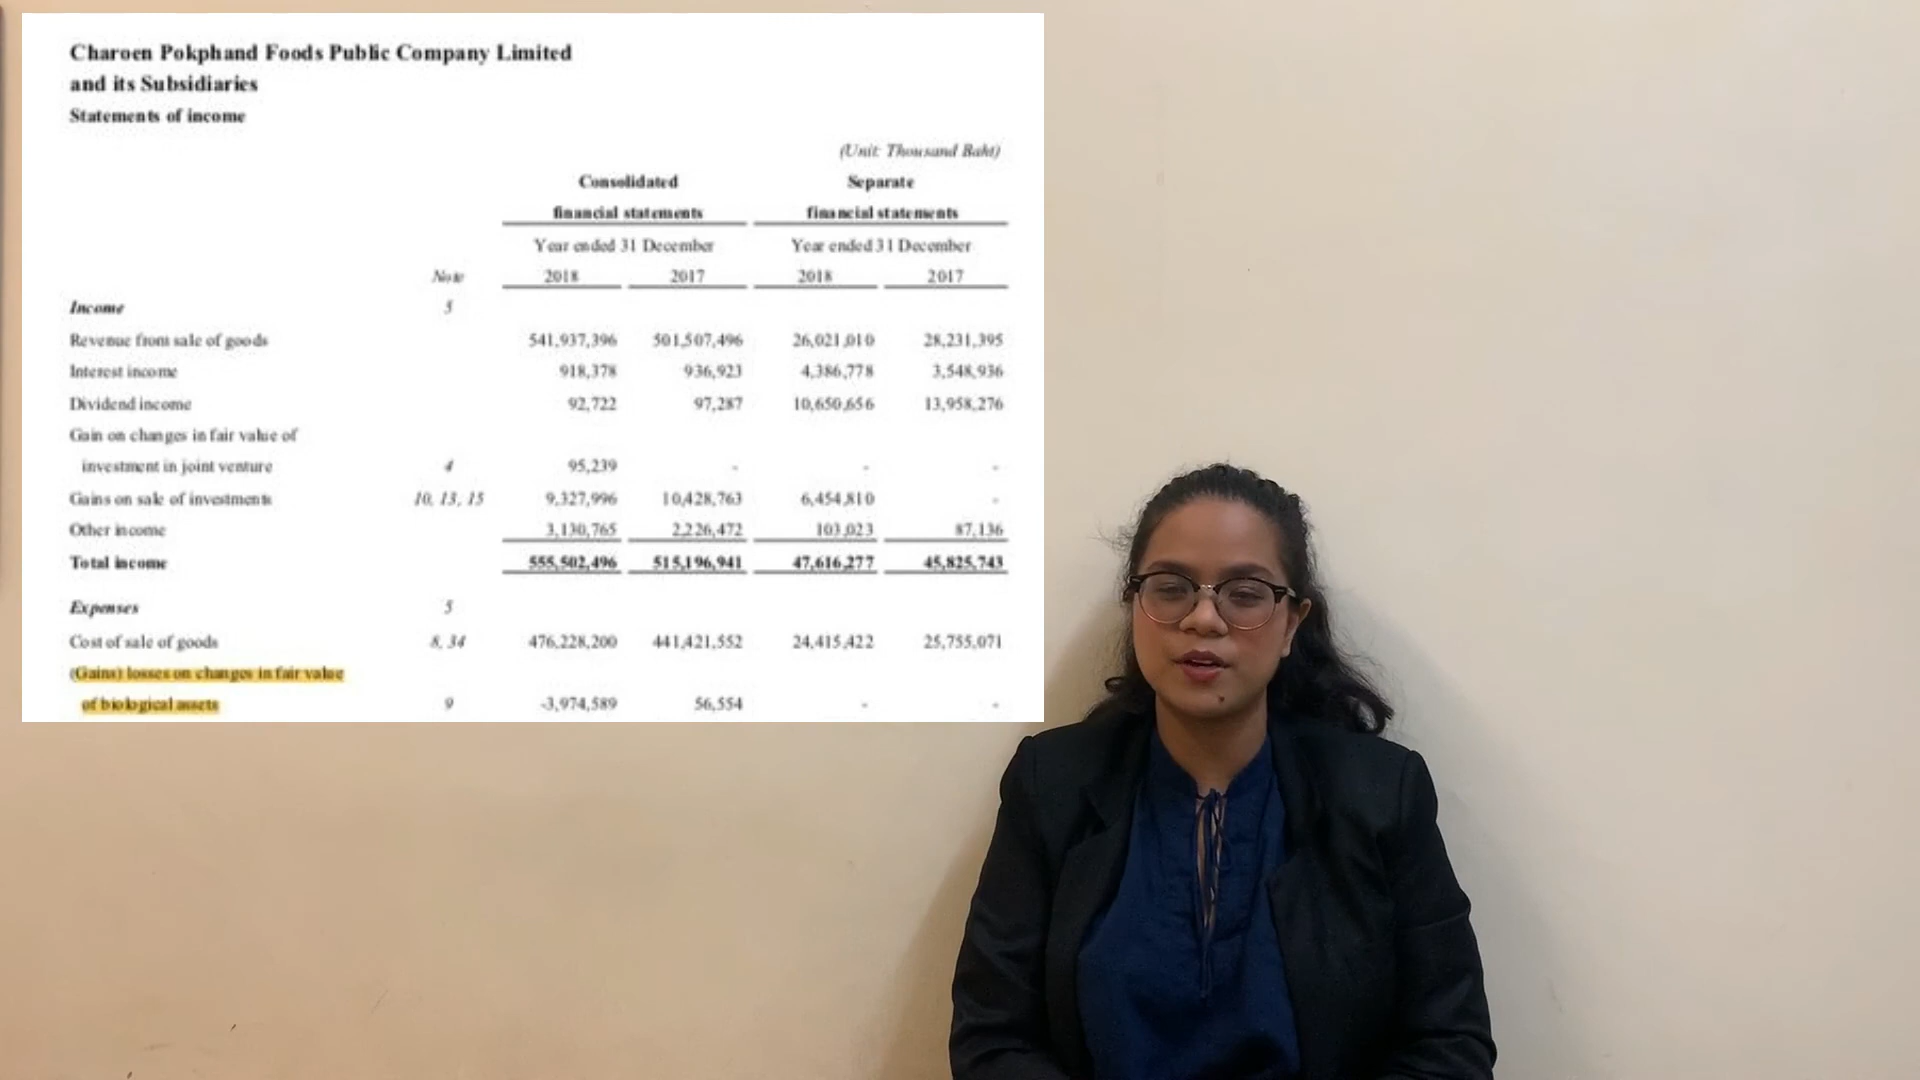 Charoen Pokphand Foods Public Company Limited
and its Subsidiaries
Statements of income
(Unit: Thousand Baht)
Consolidated Separate
financial statements financial statements
Year ended 31 December Year ended 31 December
Note 2018 2017 2018 2017
Income 5
Revenue from sale of goods 541,937,396 501,507,496 26,021,010 28,231,395
Interest income 918,378 936,923 4,386,778 3,548,936
Dividend income 92,722 97,287 10,650,656 13,958,276
Gain on changes in fair value of
investment in joint venture 4 95,239 - - -
Gains on sale of investments 10, 13, 15 9,327,996 10,428,763 6,454,810 -
Other income 3,130,765 2,226,472 103,023 87,136
Total income 555,502,496 515,196,941 47,616,277 45,825,743
Expenses 5
Cost of sale of goods 8, 34 476,228,200 441,421,552 24,415,422 25,755,071
(Gains) losses on changes in fair value
of biological assets 9 -3,974,589 56,554 - -